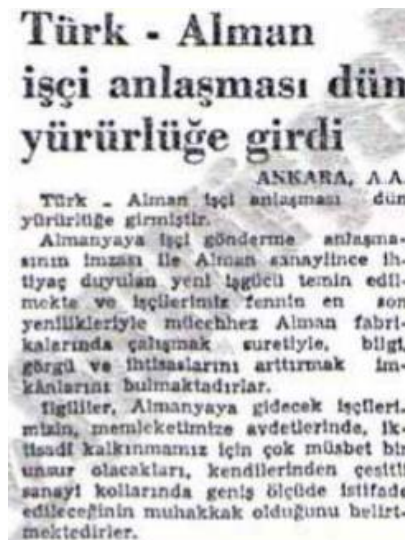 Türk - Alman
işçi anlaşması dün
yürürlüğe girdi
ANKARA, A.A.
Türk - Alman işçi anlaşması dün
yürürlüğe girmiştir.
Almanyaya işçi gönderme anlaşma-
sının imzası ile Alman sanayiince ih-
tiyaç duyulan yeni işgücü temin edil-
mekte ve işçilerimiz fennin en son
yenilikleriyle mücehhez Alman fabri-
kalarında çalışmak suretiyle, bilgi,
görgü ve ihtisaslarını arttırmak im-
kânlarını bulmaktadırlar.
İlgililer, Almanyaya gidecek işçileri-
mizin, memleketimize avdetlerinde, ik-
tisadî kalkınmamız için çok müsbet bir
unsur olacakları, kendilerinden çeşitli
sanayi kollarında geniş ölçüde istifade
edileceğinin muhakkak olduğunu belirt-
mektedirler.